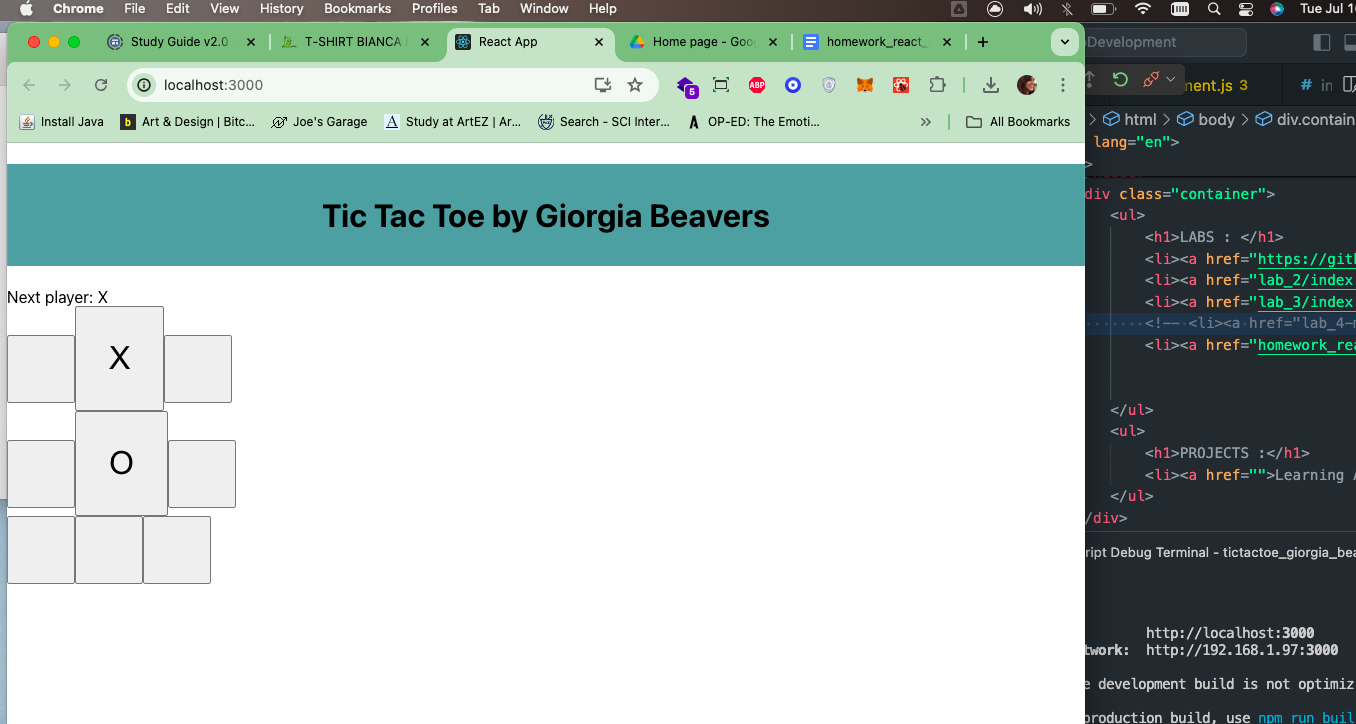 Chrome File Edit View History Bookmarks Profiles Tab Window Help Tue Jul 1
Study Guide v2.0 T-SHIRT BIANCA React App Home page - Goo homework_react_
localhost:3000
5 ABP
Install Java Art & Design | Bitc... Joe's Garage Study at ArtEZ | Ar... Search - SCI Inter... OP-ED: The Emoti... » All Bookmarks
Tic Tac Toe by Giorgia Beavers
Next player: X
X
O
Development
ment.js 3 # in
html body div.contain
lang="en">
>
div class="container">
<ul>
<h1>LABS : </h1>
<li><a href="https://gitl
<li><a href="lab_2/index
<li><a href="lab_3/index
<!-- <li><a href="lab_4-m
<li><a href="homework_rea
</ul>
<ul>
<h1>PROJECTS :</h1>
<li><a href="">Learning A
</ul>
/div>
ript Debug Terminal - tictactoe_giorgia_bea
http://localhost:3000
twork: http://192.168.1.97:3000
e development build is not optimiz
production build, use npm run buil